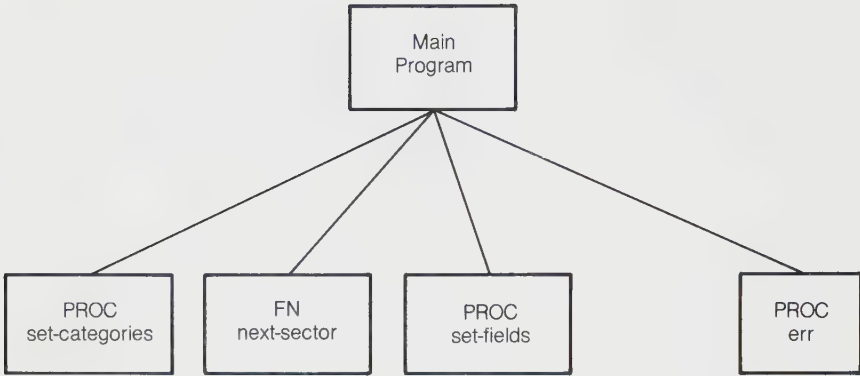 Main
Program
PROC
set-categories
FN
next-sector
PROC
set-fields
PROC
err